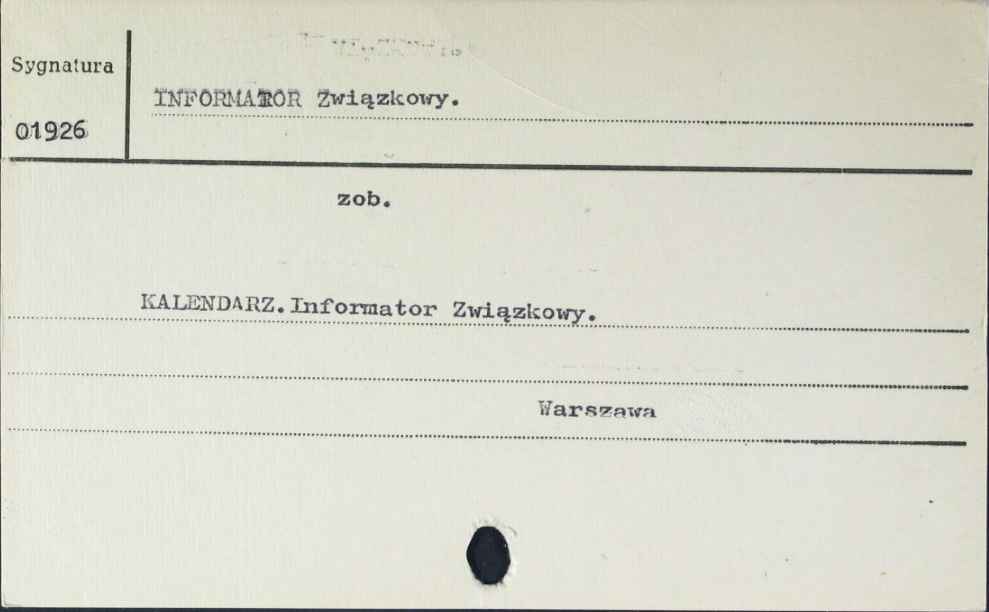 Sygnatura
INFORMATOR Związkowy.
01926
zob.
KALENDARZ.Informator Związkowy.
Warszawa